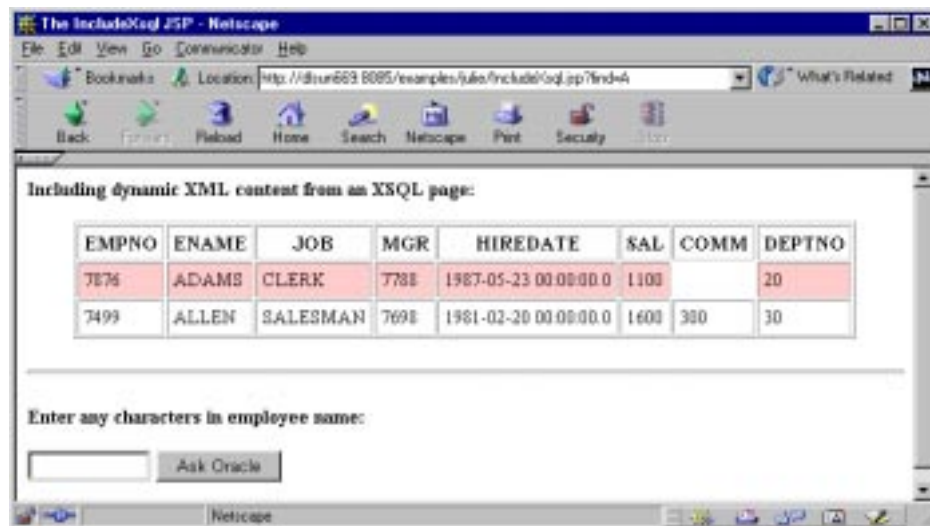 The IncludeXsql JSP - Netscape
File Edit View Go Communicator Help
Bookmarks Location: http://dlsun669:8085/examples/julie/IncludeXsql.jsp?find=A What's Related
Back Forward Reload Home Search Netscape Print Security Stop
Including dynamic XML content from an XSQL page:
EMPNO ENAME JOB MGR HIREDATE SAL COMM DEPTNO
7876 ADAMS CLERK 7788 1987-05-23 00:00:00.0 1100 20
7499 ALLEN SALESMAN 7698 1981-02-20 00:00:00.0 1600 300 30
Enter any characters in employee name:
Ask Oracle
Netscape